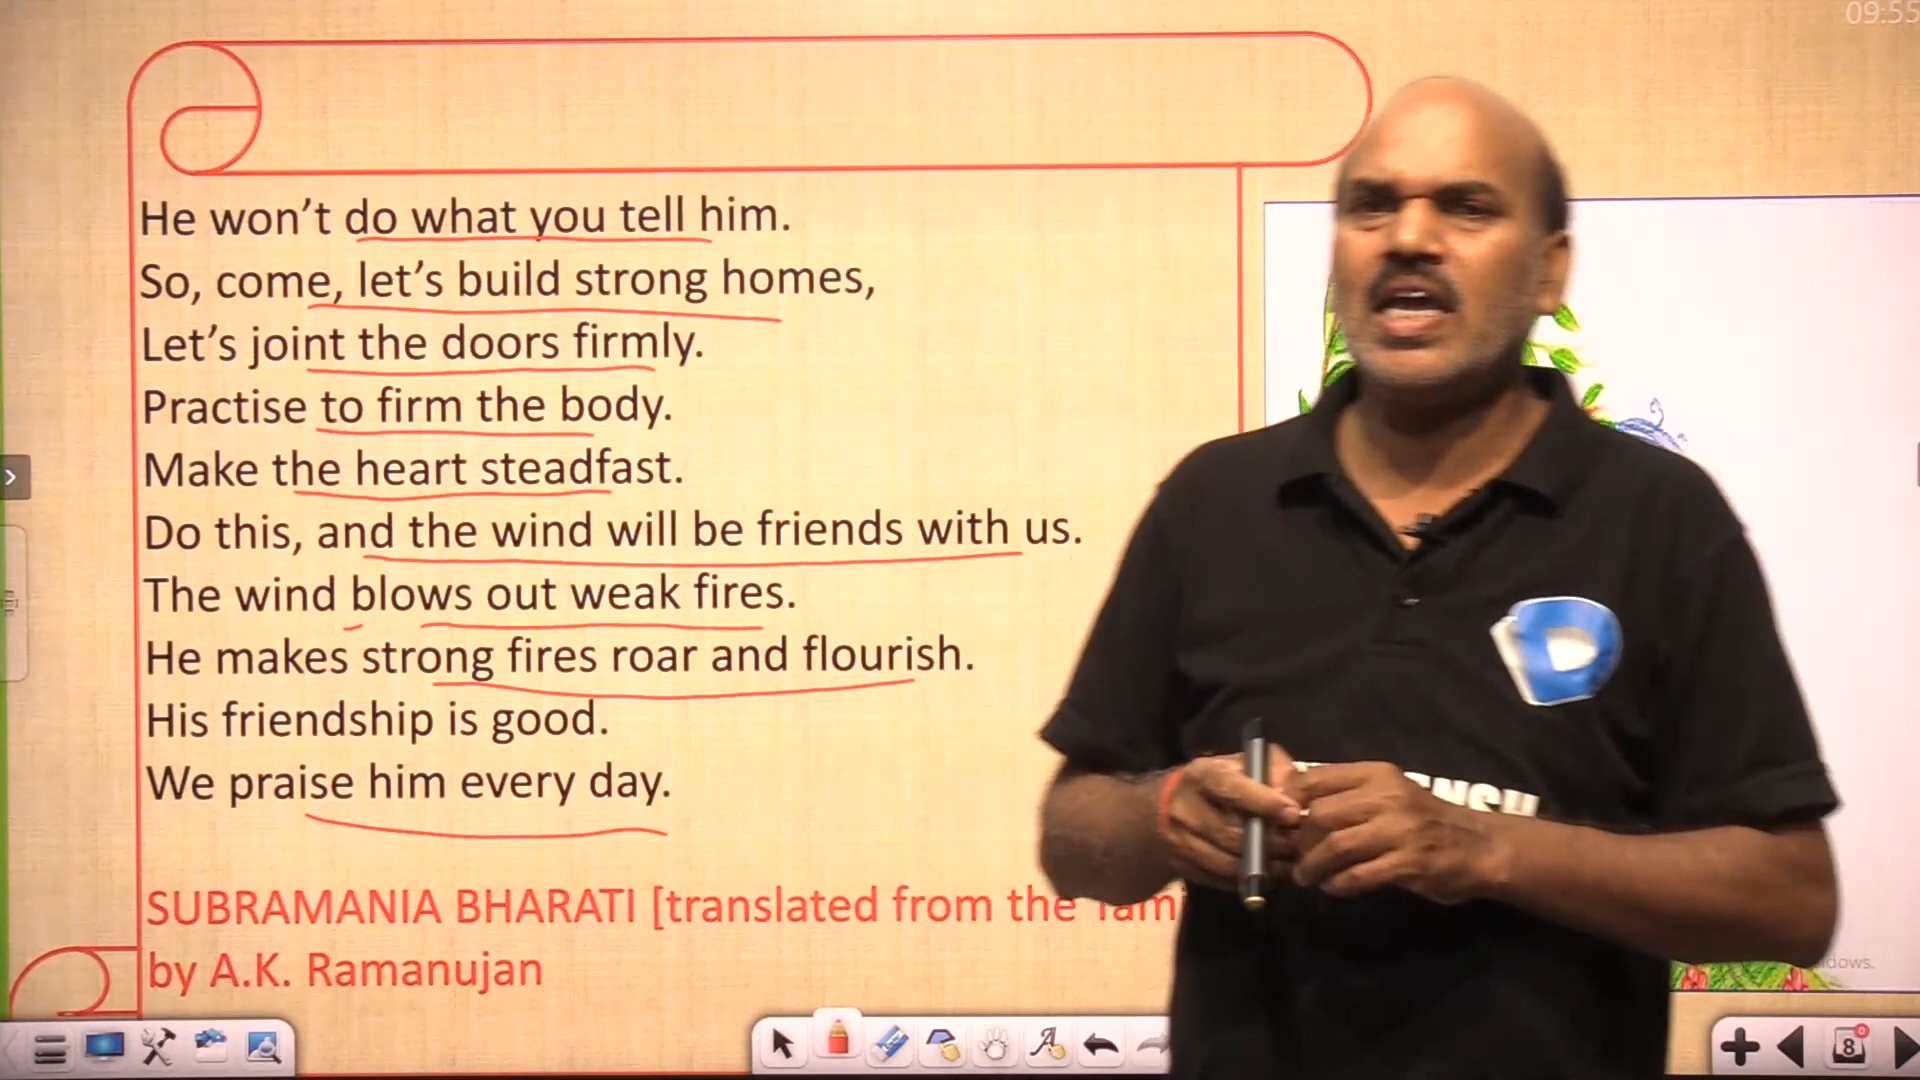 09:55
He won’t do what you tell him.
So, come, let’s build strong homes,
Let’s joint the doors firmly.
Practise to firm the body.
Make the heart steadfast.
Do this, and the wind will be friends with us.
The wind blows out weak fires.
He makes strong fires roar and flourish.
His friendship is good.
We praise him every day.
SUBRAMANIA BHARATI [translated from the
by A.K. Ramanujan
D
8